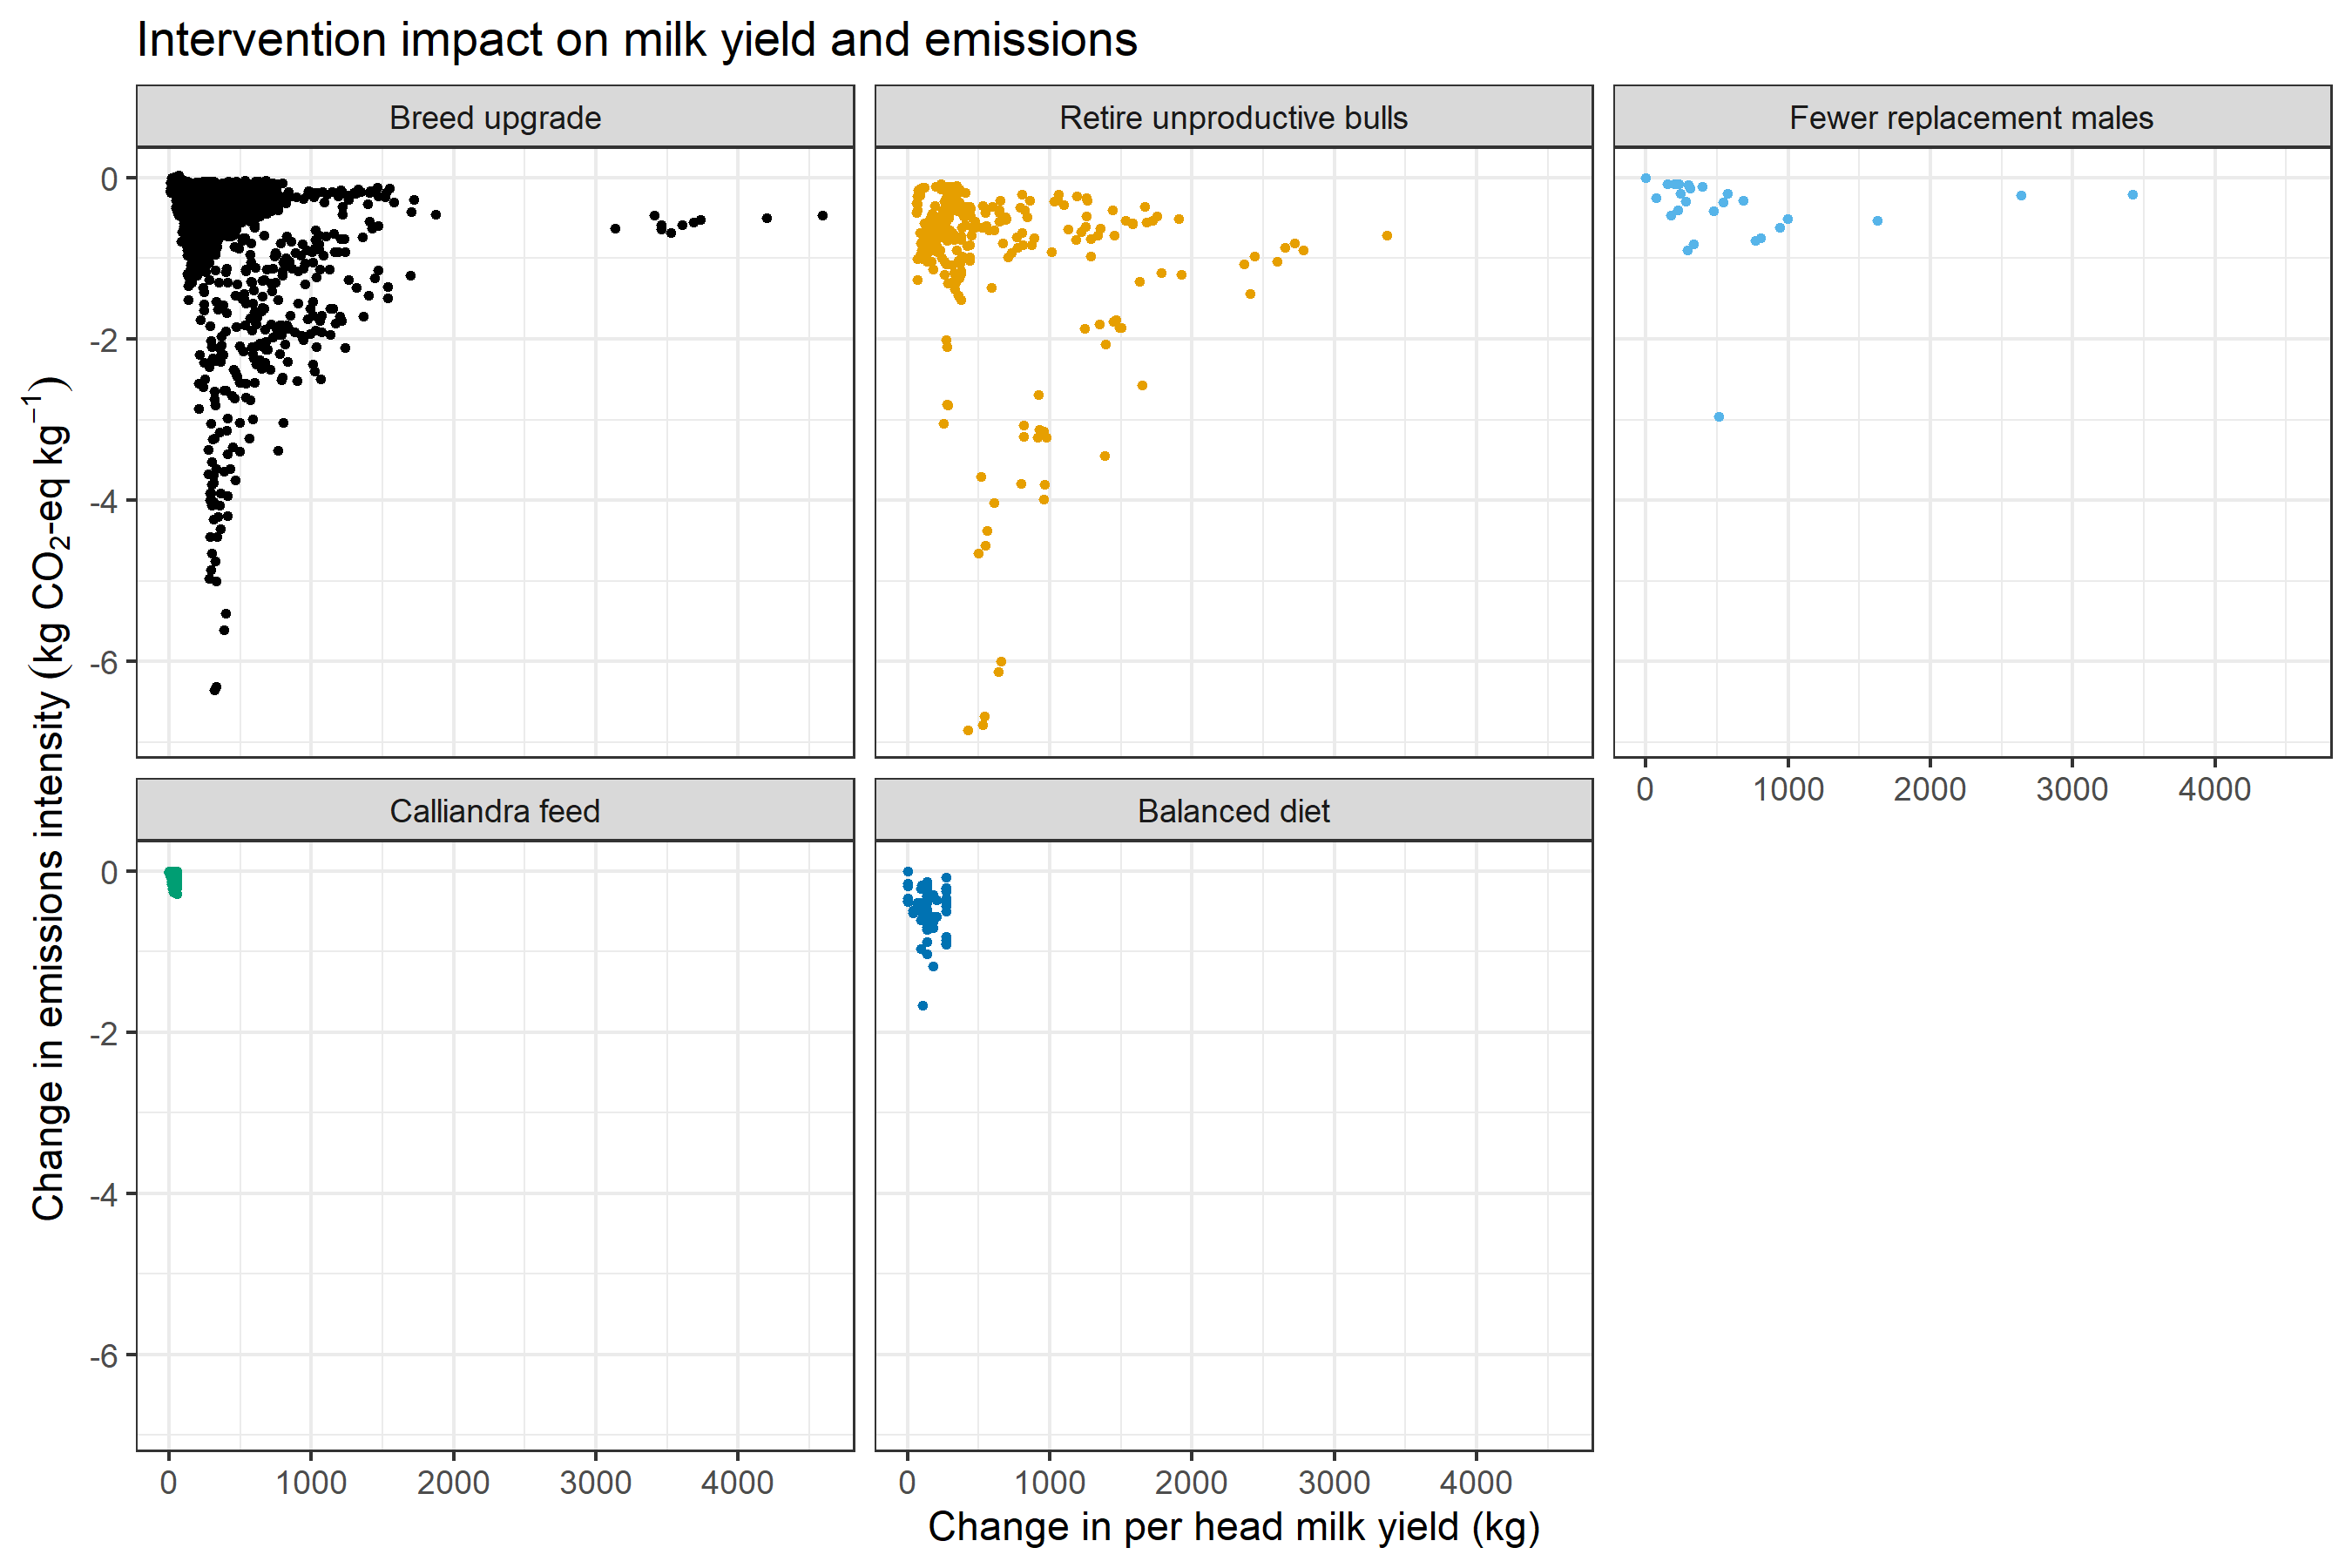 Intervention impact on milk yield and emissions
Breed upgrade
Retire unproductive bulls
Fewer replacement males
0
-2
-4
-6
0 1000 2000 3000 4000
Calliandra feed
Balanced diet
0
-2
-4
-6
0 1000 2000 3000 4000
0 1000 2000 3000 4000
Change in per head milk yield (kg)
Change in emissions intensity (kg CO₂-eq kg⁻¹)